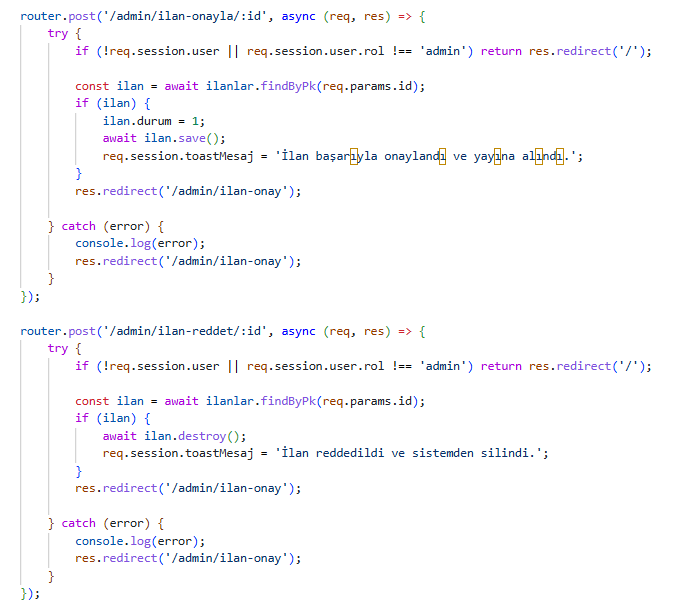 router.post('/admin/ilan-onayla/:id', async (req, res) => {
    try {
        if (!req.session.user || req.session.user.rol !== 'admin') return res.redirect('/');
        const ilan = await ilanlar.findByPk(req.params.id);
        if (ilan) {
            ilan.durum = 1;
            await ilan.save();
            req.session.toastMesaj = 'İlan başarıyla onaylandı ve yayına alındı.';
        }
        res.redirect('/admin/ilan-onay');
    } catch (error) {
        console.log(error);
        res.redirect('/admin/ilan-onay');
    }
});
router.post('/admin/ilan-reddet/:id', async (req, res) => {
    try {
        if (!req.session.user || req.session.user.rol !== 'admin') return res.redirect('/');
        const ilan = await ilanlar.findByPk(req.params.id);
        if (ilan) {
            await ilan.destroy();
            req.session.toastMesaj = 'İlan reddedildi ve sistemden silindi.';
        }
        res.redirect('/admin/ilan-onay');
    } catch (error) {
        console.log(error);
        res.redirect('/admin/ilan-onay');
    }
});